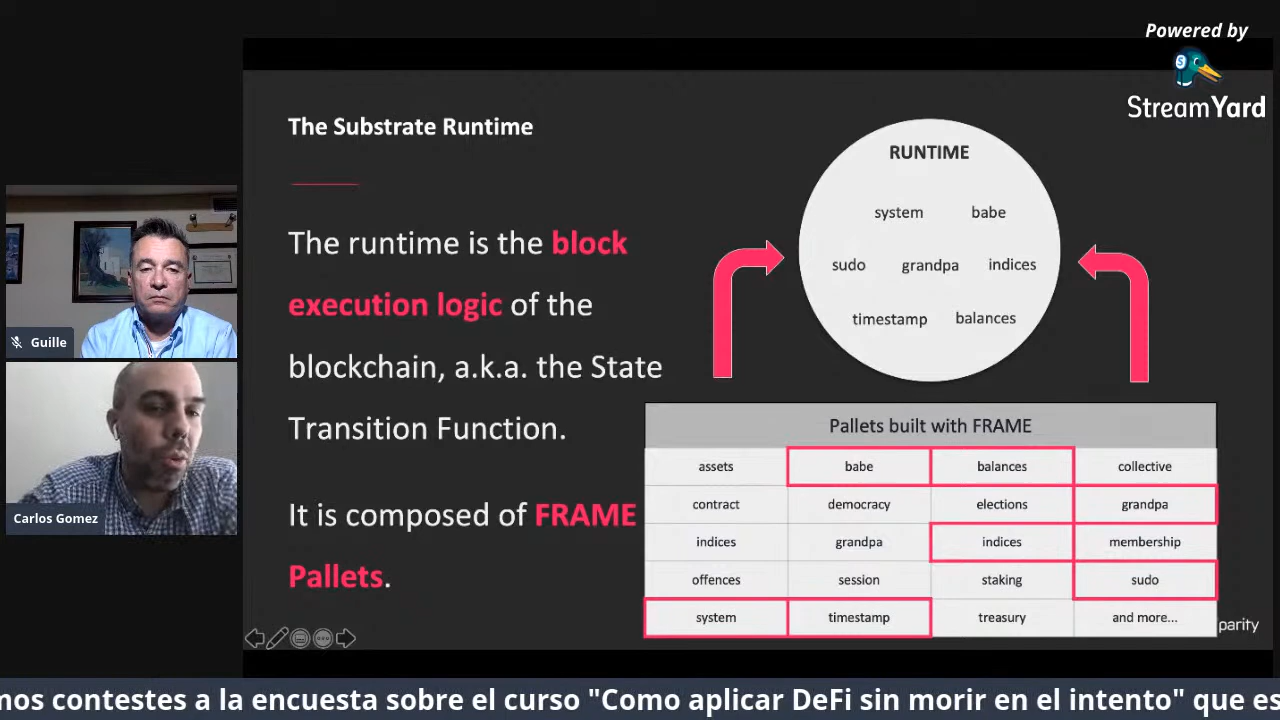 Powered by
StreamYard
The Substrate Runtime
The runtime is the block
execution logic of the
blockchain, a.k.a. the State
Transition Function.
It is composed of FRAME
Pallets.
RUNTIME
system babe
sudo grandpa indices
timestamp balances
Pallets built with FRAME
assets babe balances collective
contract democracy elections grandpa
indices grandpa indices membership
offences session staking sudo
system timestamp treasury and more...
parity
Guille
Carlos Gomez
mos contestes a la encuesta sobre el curso "Como aplicar DeFi sin morir en el intento" que es